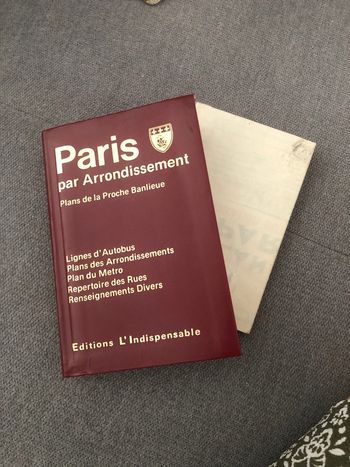 Paris
par Arrondissement
Plans de la Proche Banlieue
Lignes d'Autobus
Plans des Arrondissements
Plan du Metro
Repertoire des Rues
Renseignements Divers
Editions L'Indispensable